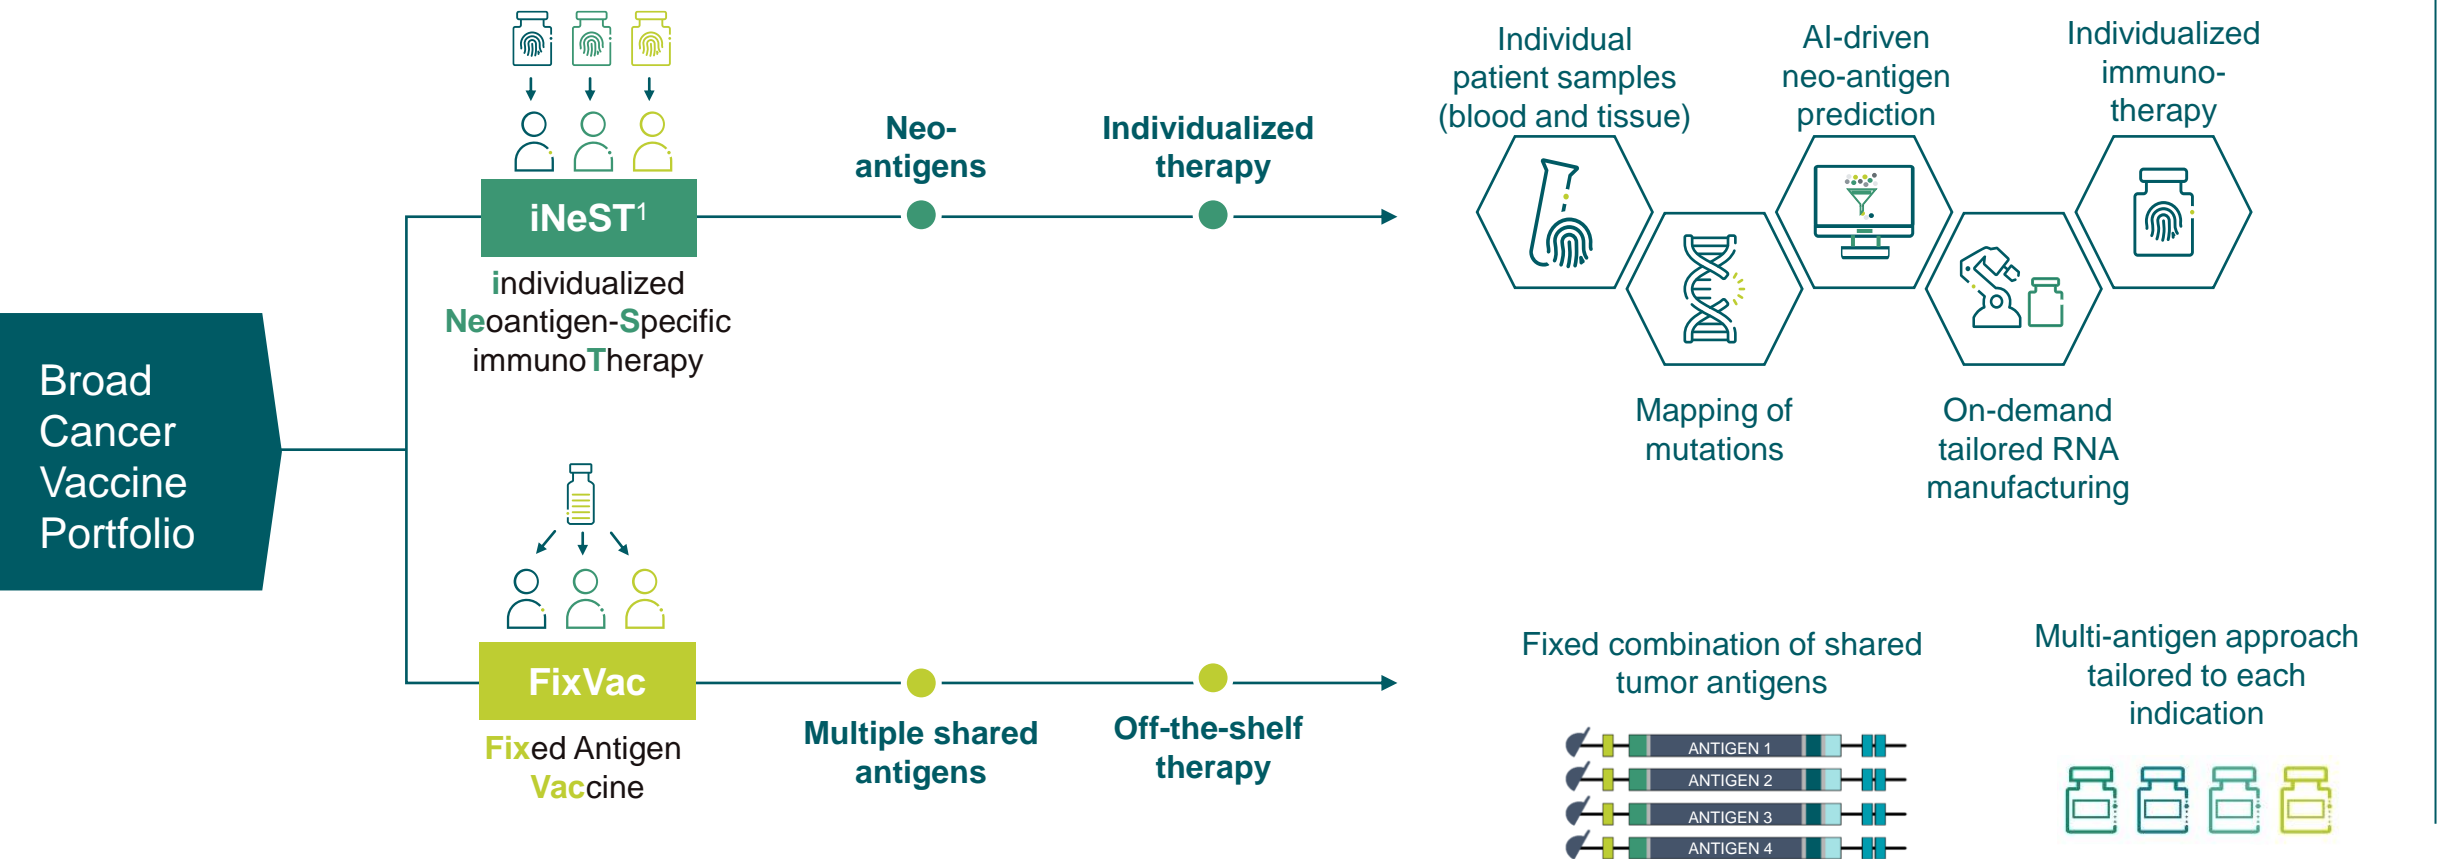 Broad
Cancer
Vaccine
Portfolio
iNeST1
individualized
Neoantigen-Specific
immunoTherapy
Neo-
antigens
Individualized
therapy
Individual
patient samples
(blood and tissue)
Mapping of
mutations
AI-driven
neo-antigen
prediction
On-demand
tailored RNA
manufacturing
Individualized
immuno-
therapy
FixVac
Fixed Antigen
Vaccine
Multiple shared
antigens
Off-the-shelf
therapy
Fixed combination of shared
tumor antigens
ANTIGEN 1
ANTIGEN 2
ANTIGEN 3
ANTIGEN 4
Multi-antigen approach
tailored to each
indication